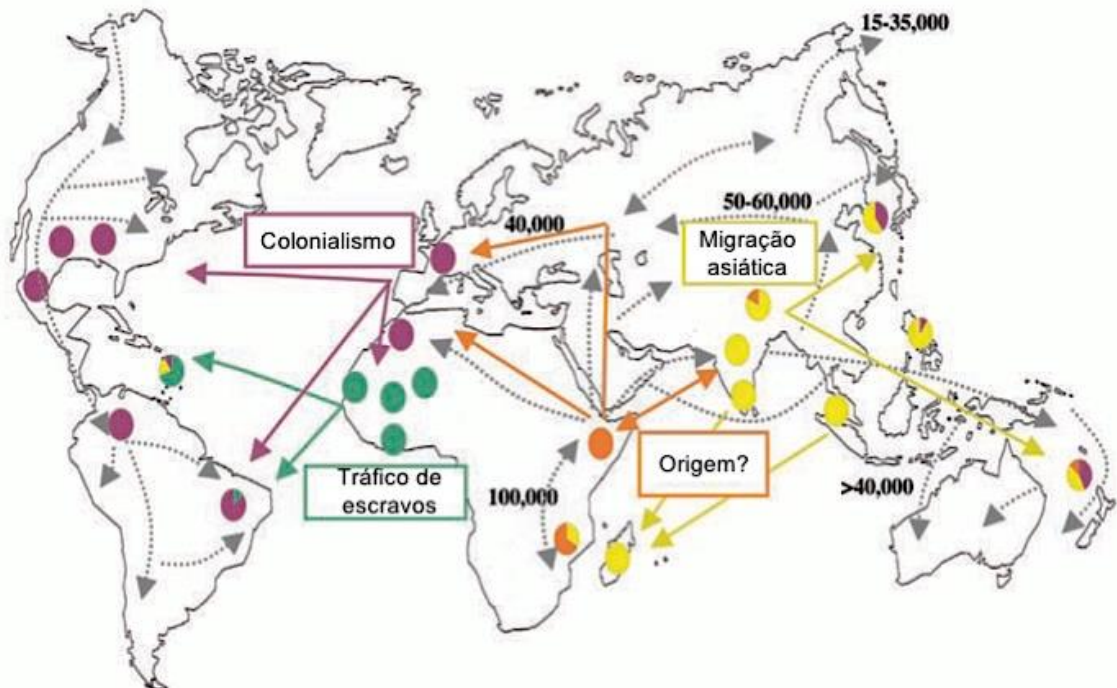 15-35,000
Colonialismo
40,000
50-60,000
Migração
asiática
Tráfico de
escravos
Origem?
100,000
>40,000